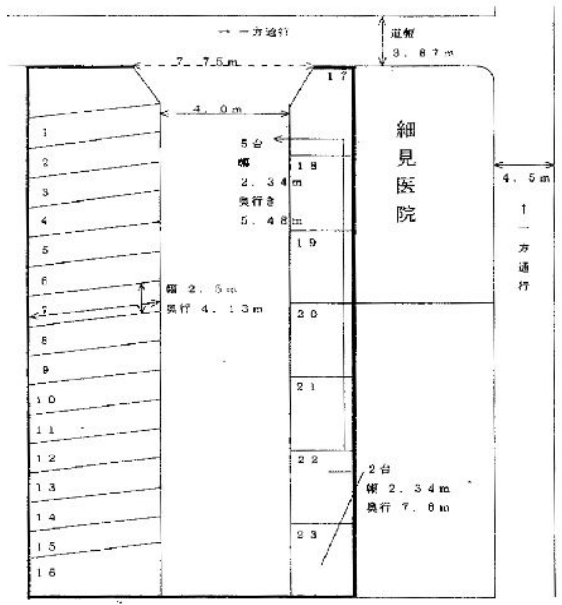 → 一方通行
道幅
3.87m
7.75m
17
4.0m
1
2
3
4
5
6
7
8
9
10
11
12
13
14
15
16
5台
幅
2.34m
奥行き
5.48m
18
19
20
21
22
23
幅 2.5m
奥行 4.13m
2台
幅 2.34m
奥行 7.6m
細見医院
4.5m
↑一方通行